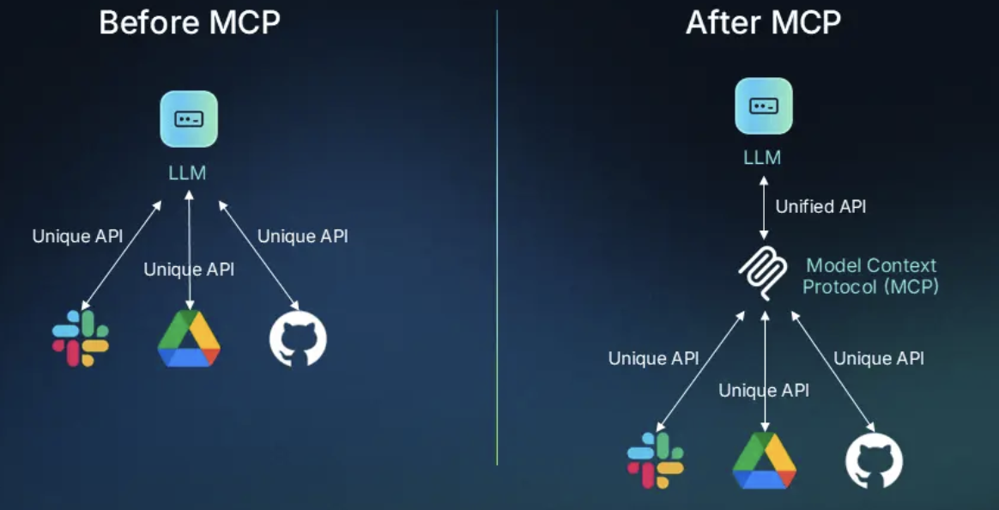 Before MCP
LLM
Unique API
Unique API
Unique API
After MCP
LLM
Unified API
Model Context
Protocol (MCP)
Unique API
Unique API
Unique API